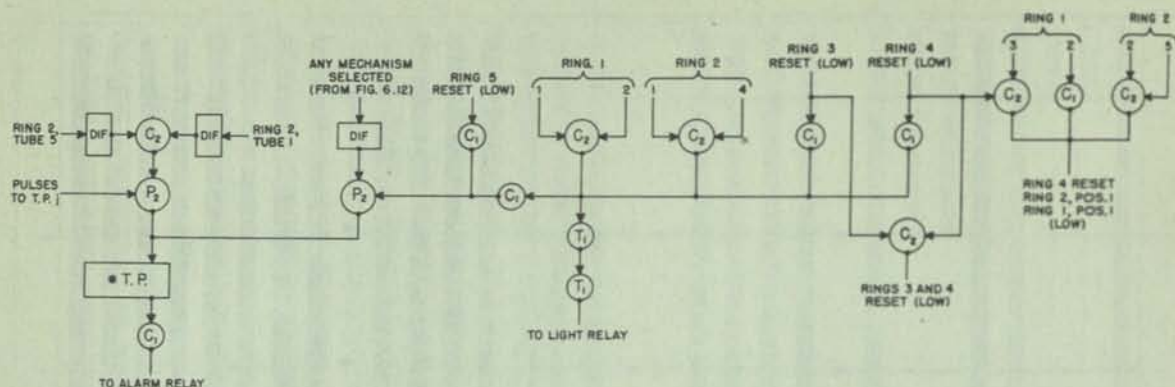 RING 1
RING 2
3
2
2
5
RING 3
RESET (LOW)
RING 4
RESET (LOW)
ANY MECHANISM
SELECTED
(FROM FIG. 6.12)
RING 5
RESET (LOW)
RING 1
1
2
RING 2
1
4
RING 2,
TUBE 5
DIF
C2
DIF
RING 2,
TUBE 1
DIF
C1
C2
C2
C1
C1
C2
C1
C2
PULSES
TO T.P. j
P2
P2
C1
RING 4 RESET
RING 2, POS.1
RING 1, POS.1
(LOW)
T1
C2
T.P.
T1
RINGS 3 AND 4
RESET (LOW)
C1
TO LIGHT RELAY
TO ALARM RELAY